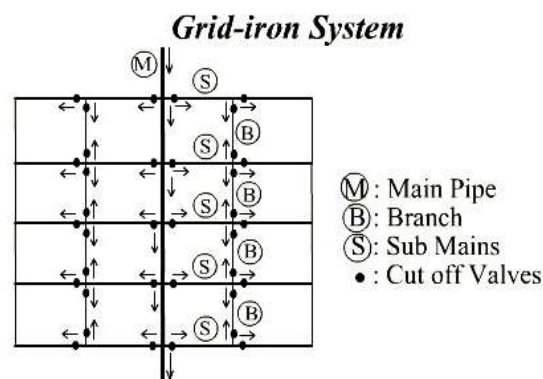 Grid-iron System
M
S
B
S
B
S
B
S
B
S
M : Main Pipe
B : Branch
S : Sub Mains
• : Cut off Valves